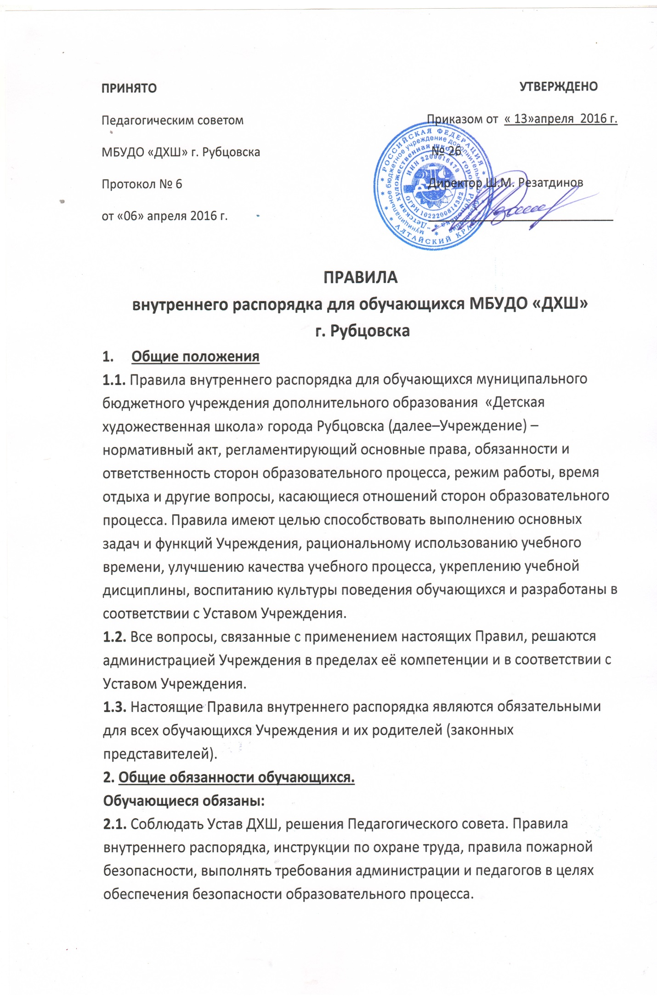 ПРИНЯТО
УТВЕРЖДЕНО
Педагогическим советом
Приказом от « 13»апреля 2016 г.
МБУДО «ДХШ» г. Рубцовска
№ 26
Протокол № 6
Директор Ш.М. Резатдинов
от «06» апреля 2016 г.
* РОССИЙСКАЯ ФЕДЕРАЦИЯ *
* АЛТАЙСКИЙ КРАЙ *
муниципальное бюджетное учреждение дополнительного образования
* "Детская художественная школа" города Рубцовска *
ИНН 2209016479
ОГРН 1022200814382
ПРАВИЛА
внутреннего распорядка для обучающихся МБУДО «ДХШ»
г. Рубцовска
1. Общие положения
1.1. Правила внутреннего распорядка для обучающихся муниципального
бюджетного учреждения дополнительного образования «Детская
художественная школа» города Рубцовска (далее–Учреждение) –
нормативный акт, регламентирующий основные права, обязанности и
ответственность сторон образовательного процесса, режим работы, время
отдыха и другие вопросы, касающиеся отношений сторон образовательного
процесса. Правила имеют целью способствовать выполнению основных
задач и функций Учреждения, рациональному использованию учебного
времени, улучшению качества учебного процесса, укреплению учебной
дисциплины, воспитанию культуры поведения обучающихся и разработаны в
соответствии с Уставом Учреждения.
1.2. Все вопросы, связанные с применением настоящих Правил, решаются
администрацией Учреждения в пределах её компетенции и в соответствии с
Уставом Учреждения.
1.3. Настоящие Правила внутреннего распорядка являются обязательными
для всех обучающихся Учреждения и их родителей (законных
представителей).
2. Общие обязанности обучающихся.
Обучающиеся обязаны:
2.1. Соблюдать Устав ДХШ, решения Педагогического совета. Правила
внутреннего распорядка, инструкции по охране труда, правила пожарной
безопасности, выполнять требования администрации и педагогов в целях
обеспечения безопасности образовательного процесса.